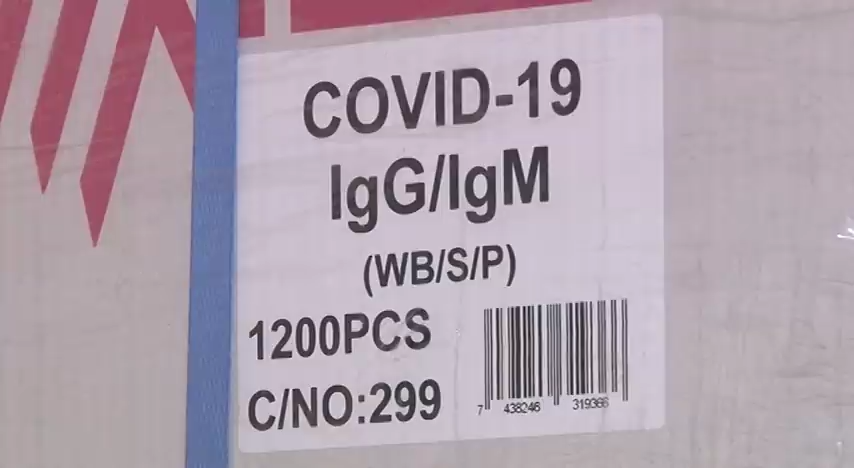 COVID-19
IgG/IgM
(WB/S/P)
1200PCS
C/NO:299
7 438246 319366